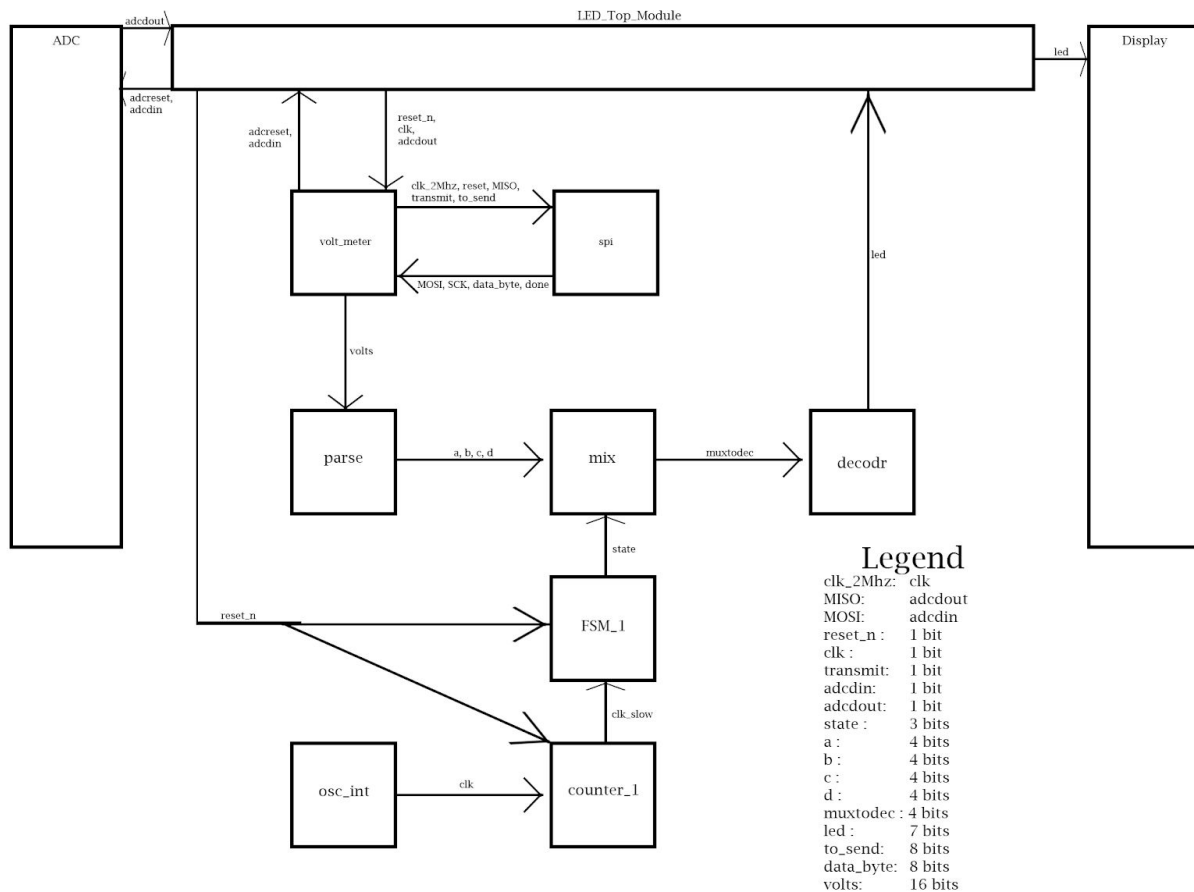 LED_Top_Module
adcdout
ADC
Display
led
adcreset,
adcdin
reset_n,
clk,
adcdout
adcreset,
adcdin
clk_2Mhz, reset, MISO,
transmit, to_send
volt_meter
spi
led
MOSI, SCK, data_byte, done
volts
parse
a, b, c, d
mix
muxtodec
decodr
state
reset_n
FSM_1
clk_slow
osc_int
clk
counter_1
Legend
clk_2Mhz: clk
MISO: adcdout
MOSI: adcdin
reset_n : 1 bit
clk : 1 bit
transmit: 1 bit
adcdin: 1 bit
adcdout: 1 bit
state : 3 bits
a : 4 bits
b : 4 bits
c : 4 bits
d : 4 bits
muxtodec : 4 bits
led : 7 bits
to_send: 8 bits
data_byte: 8 bits
volts: 16 bits